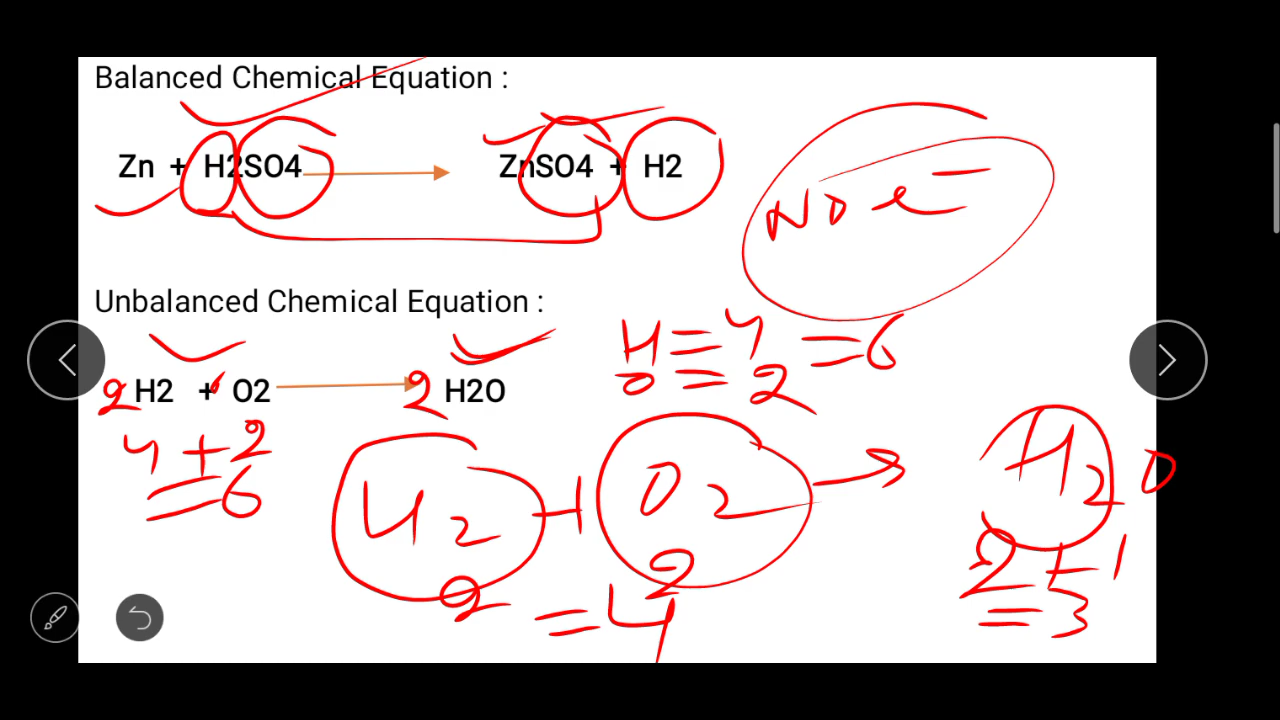 Balanced Chemical Equation :
Zn + H2SO4 → ZnSO4 + H2
NO e−
Unbalanced Chemical Equation :
H = 4 = 6
O = 2
2 H2 + O2 → 2 H2O
4 + 2
= 6
H2 + O2 → H2O
2 2 = 4
2 + 1
= 3